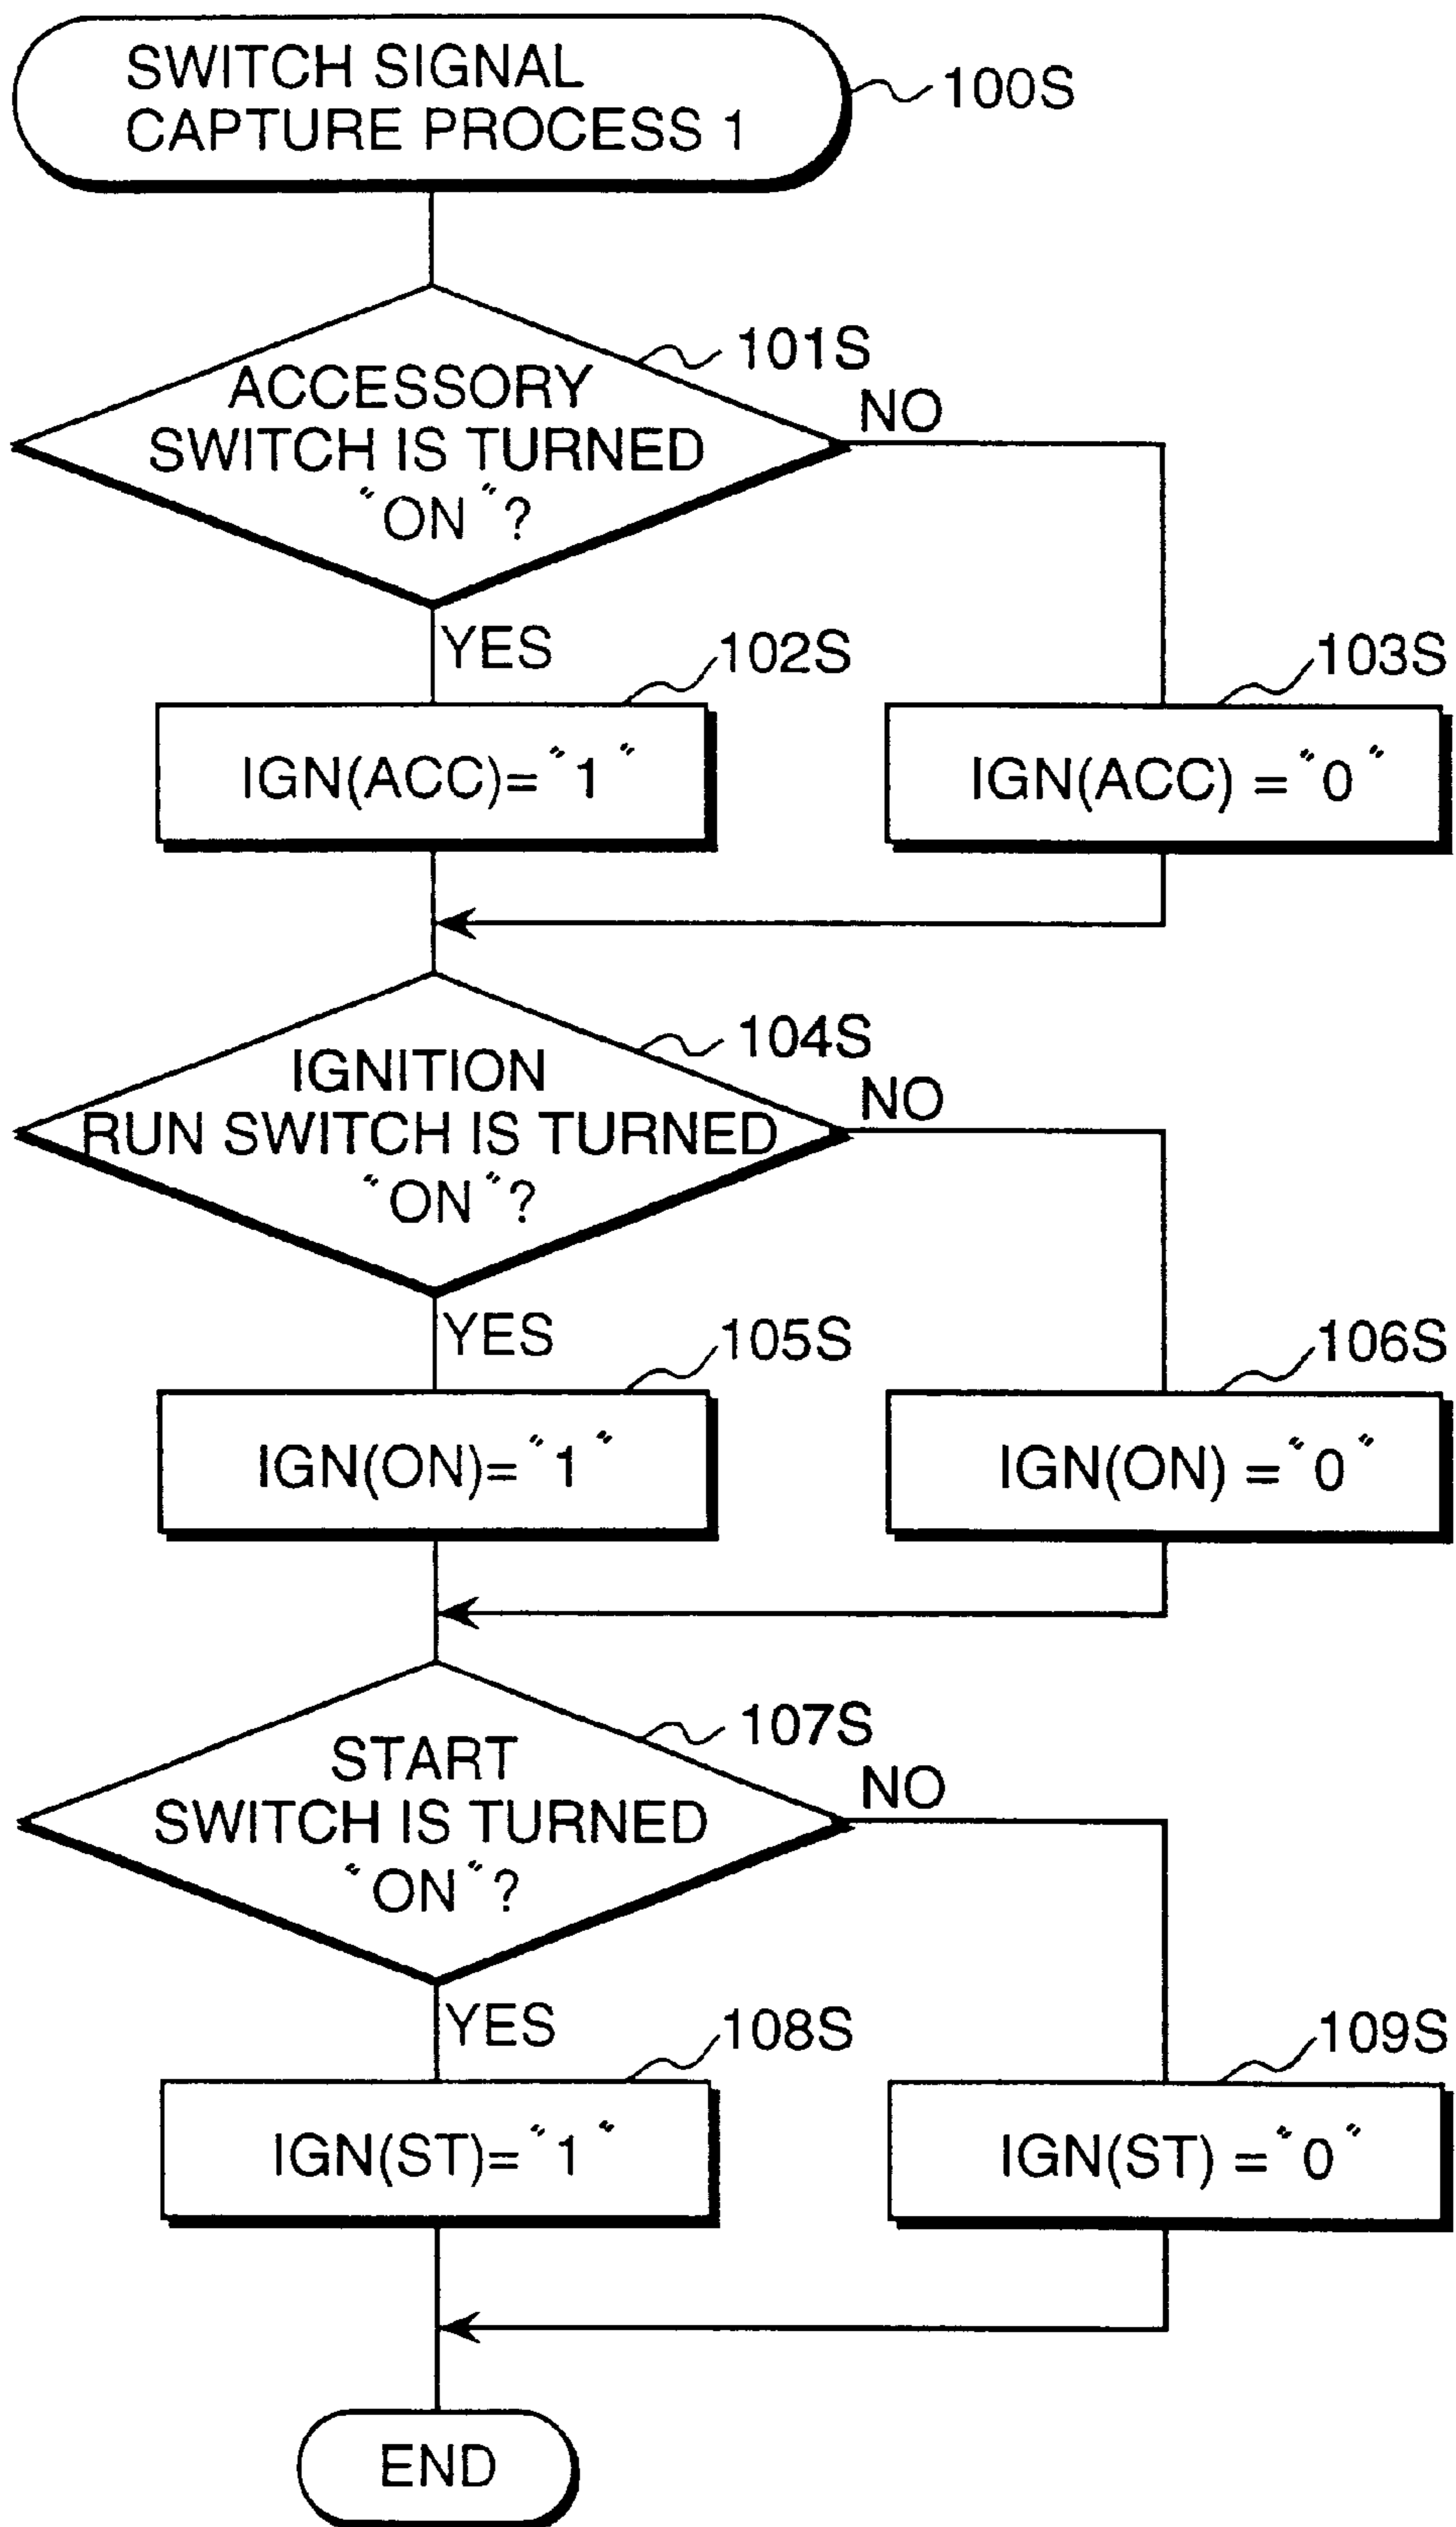 SWITCH SIGNAL
CAPTURE PROCESS 1
100S
101S
ACCESSORY
SWITCH IS TURNED
"ON"?
NO
YES
102S
103S
IGN(ACC)="1"
IGN(ACC) ="0"
104S
IGNITION
RUN SWITCH IS TURNED
"ON"?
NO
YES
105S
106S
IGN(ON)="1"
IGN(ON) ="0"
107S
START
SWITCH IS TURNED
"ON"?
NO
YES
108S
109S
IGN(ST)="1"
IGN(ST) ="0"
END